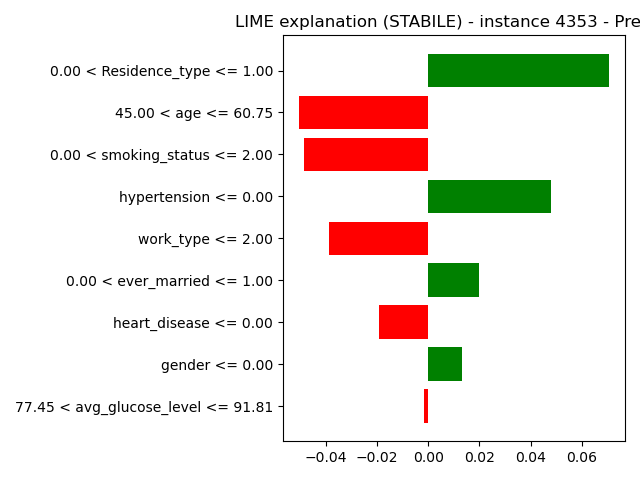 LIME explanation (STABILE) - instance 4353 - Pre
0.00 < Residence_type <= 1.00
45.00 < age <= 60.75
0.00 < smoking_status <= 2.00
hypertension <= 0.00
work_type <= 2.00
0.00 < ever_married <= 1.00
heart_disease <= 0.00
gender <= 0.00
77.45 < avg_glucose_level <= 91.81
−0.04 −0.02 0.00 0.02 0.04 0.06